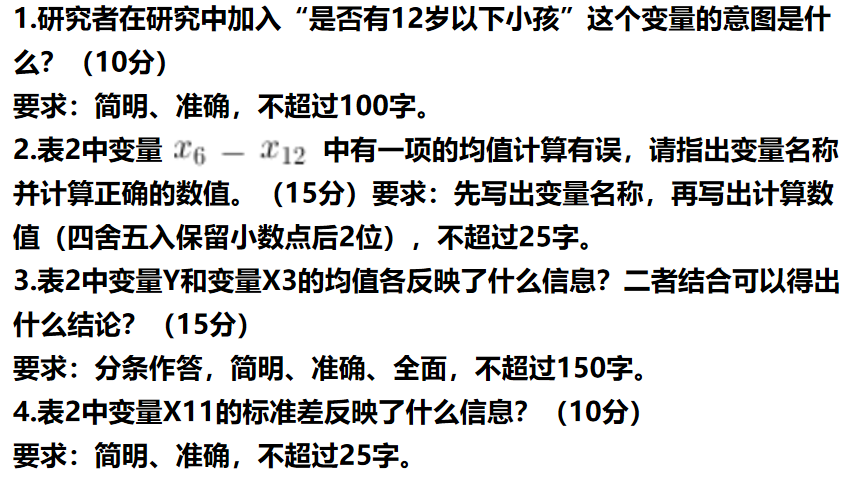 1.研究者在研究中加入“是否有12岁以下小孩”这个变量的意图是什
么？（10分）
要求：简明、准确，不超过100字。
2.表2中变量 x₆ － x₁₂ 中有一项的均值计算有误，请指出变量名称
并计算正确的数值。（15分）要求：先写出变量名称，再写出计算数
值（四舍五入保留小数点后2位），不超过25字。
3.表2中变量Y和变量X3的均值各反映了什么信息？二者结合可以得出
什么结论？（15分）
要求：分条作答，简明、准确、全面，不超过150字。
4.表2中变量X11的标准差反映了什么信息？（10分）
要求：简明、准确，不超过25字。